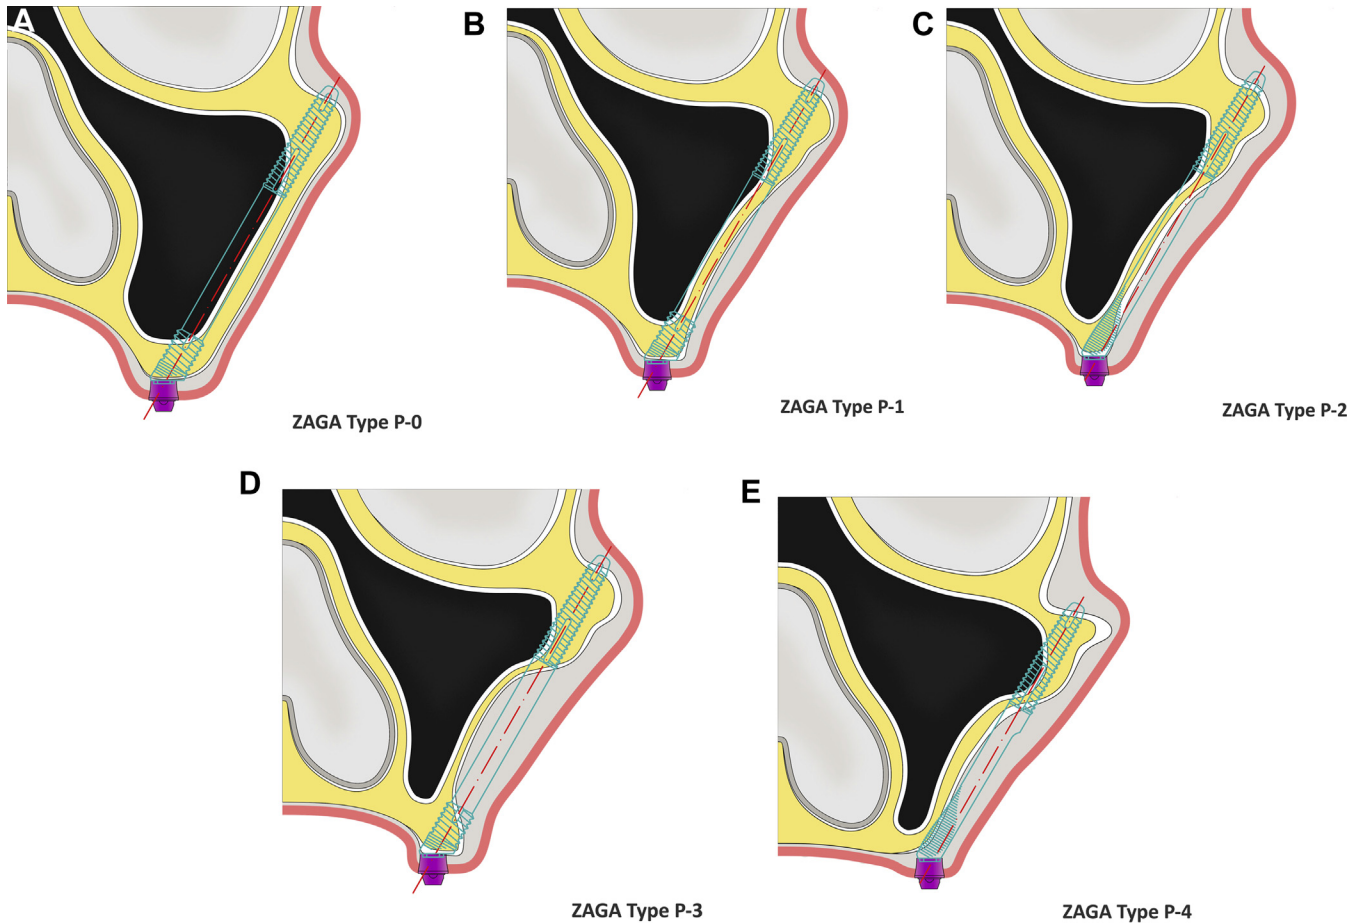 A
B
C
ZAGA Type P-0
ZAGA Type P-1
ZAGA Type P-2
D
E
ZAGA Type P-3
ZAGA Type P-4